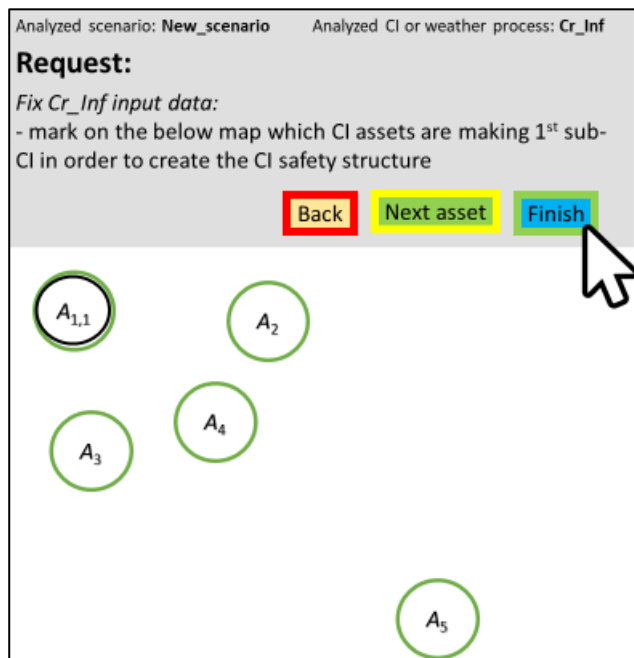 Analyzed scenario: New_scenario Analyzed CI or weather process: Cr_Inf
Request:
Fix Cr_Inf input data:
- mark on the below map which CI assets are making 1st sub-
CI in order to create the CI safety structure
Back Next asset Finish
A1,1
A2
A4
A3
A5